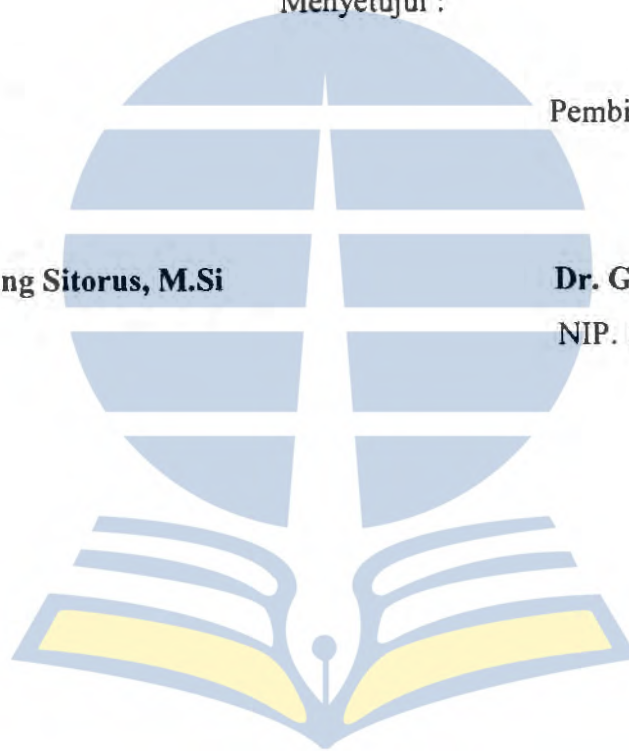 Menyetujui :
Pembi
ng Sitorus, M.Si
Dr. G
NIP.